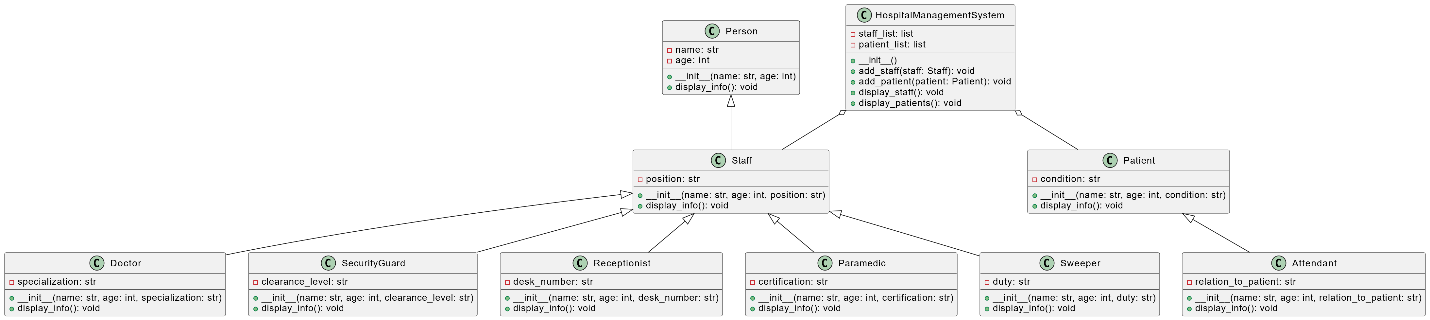 C Person
name: str
age: int
__init__(name: str, age: int)
display_info(): void
C HospitalManagementSystem
staff_list: list
patient_list: list
__init__()
add_staff(staff: Staff): void
add_patient(patient: Patient): void
display_staff(): void
display_patients(): void
C Staff
position: str
__init__(name: str, age: int, position: str)
display_info(): void
C Patient
condition: str
__init__(name: str, age: int, condition: str)
display_info(): void
C Doctor
specialization: str
__init__(name: str, age: int, specialization: str)
display_info(): void
C SecurityGuard
clearance_level: str
__init__(name: str, age: int, clearance_level: str)
display_info(): void
C Receptionist
desk_number: str
__init__(name: str, age: int, desk_number: str)
display_info(): void
C Paramedic
certification: str
__init__(name: str, age: int, certification: str)
display_info(): void
C Sweeper
duty: str
__init__(name: str, age: int, duty: str)
display_info(): void
C Attendant
relation_to_patient: str
__init__(name: str, age: int, relation_to_patient: str)
display_info(): void